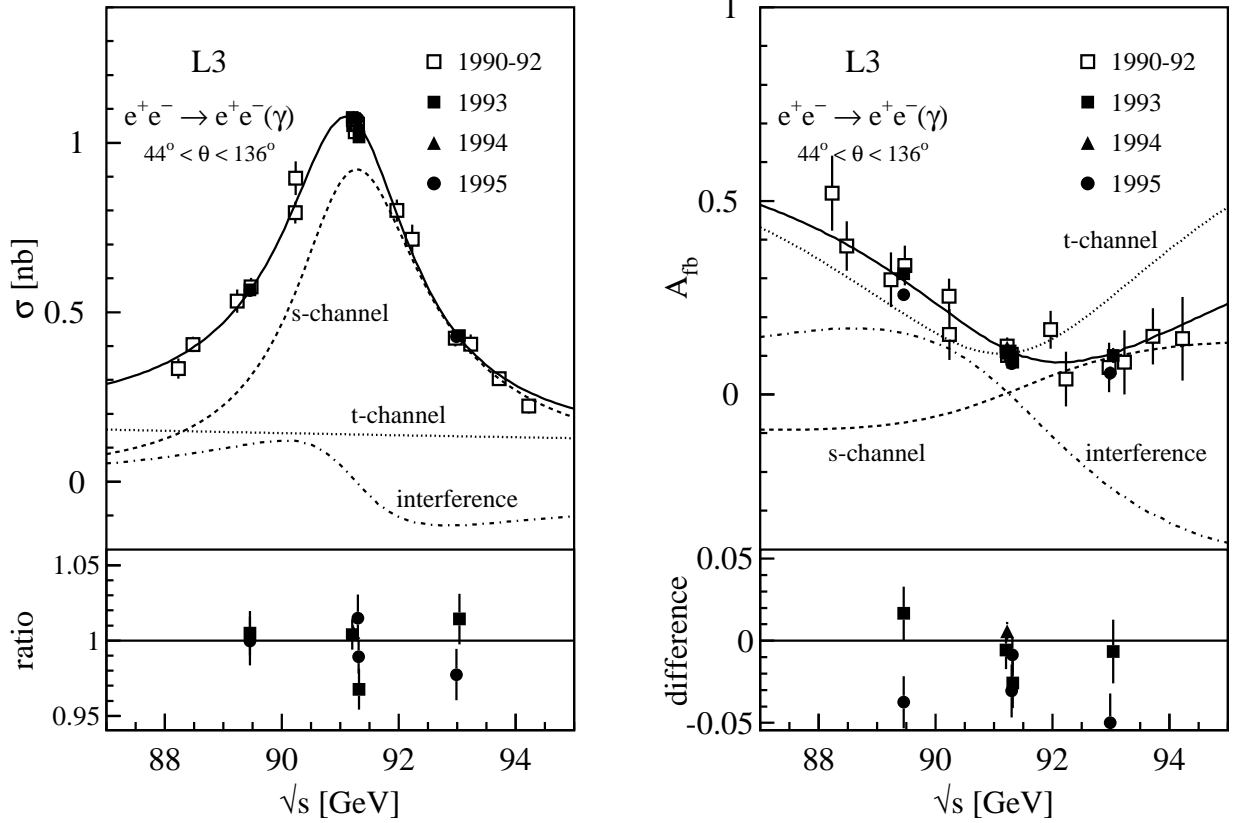 L3
e⁺e⁻ → e⁺e⁻(γ)
44° < θ < 136°
1990-92
1993
1994
1995
σ [nb]
1
0.5
0
s-channel
t-channel
interference
ratio
1.05
1
0.95
88
90
92
94
√s [GeV]
L3
e⁺e⁻ → e⁺e⁻(γ)
44° < θ < 136°
1990-92
1993
1994
1995
A_fb
1
0.5
0
t-channel
s-channel
interference
difference
0.05
0
-0.05
88
90
92
94
√s [GeV]